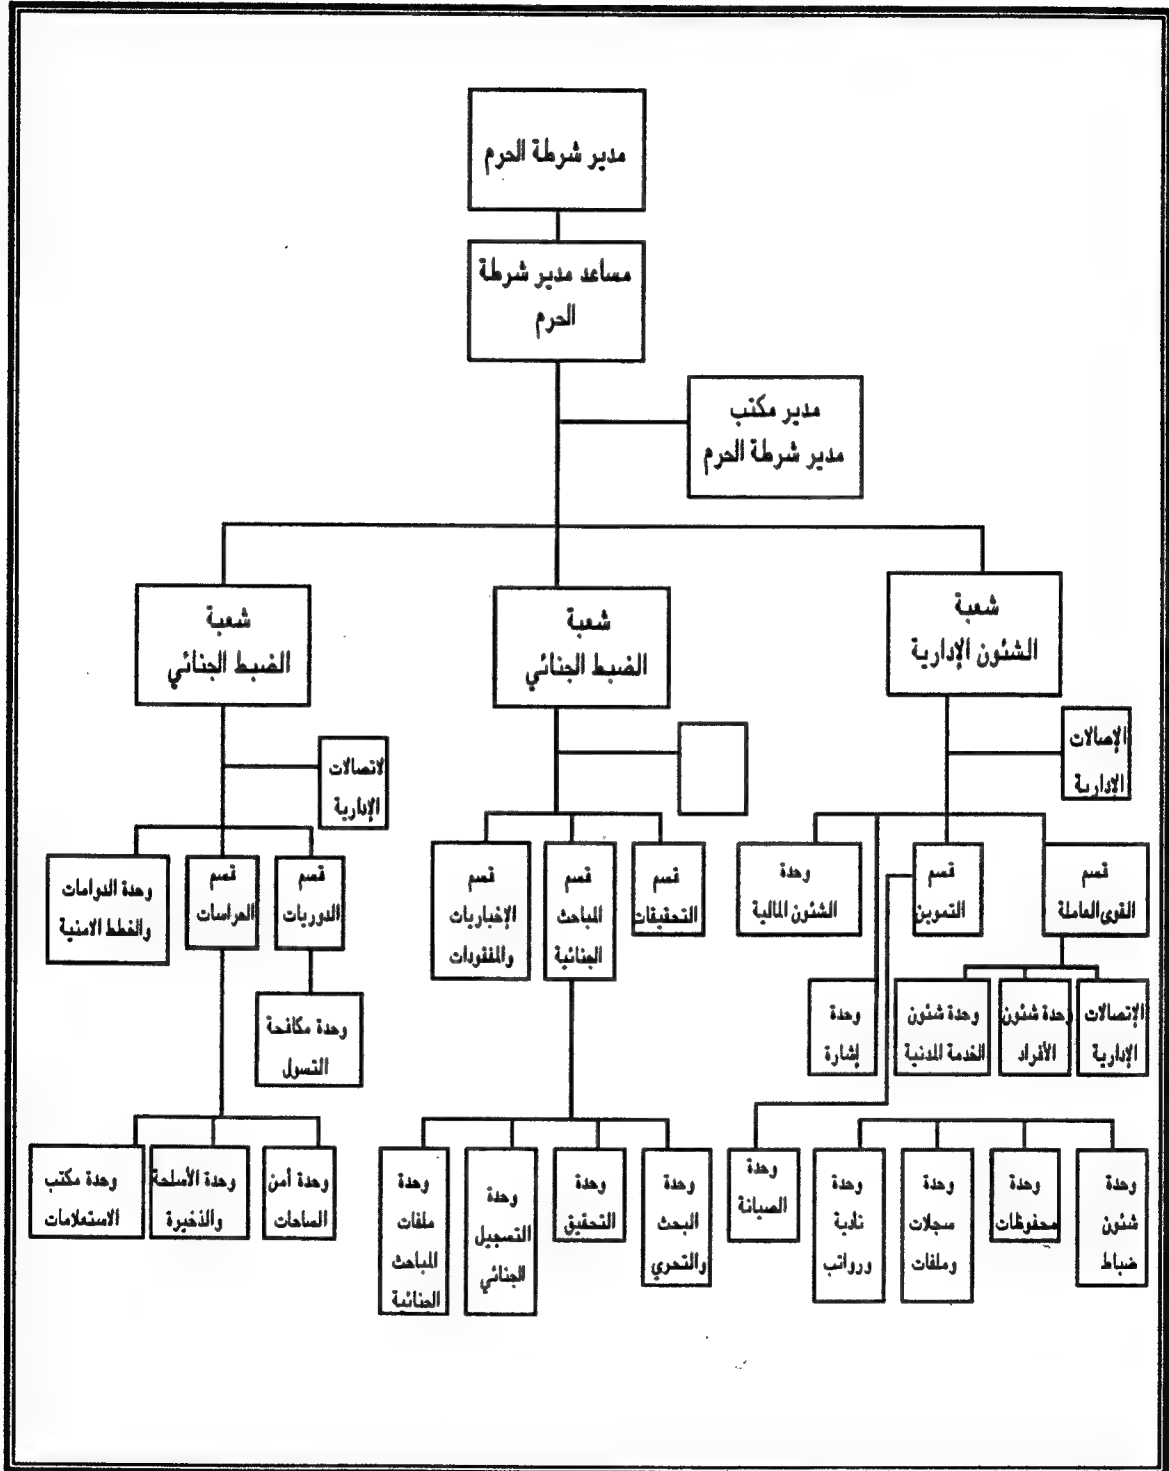 مدير شرطة الحرم
مساعد مدير شرطة
الحرم
مدير مكتب
مدير شرطة الحرم
شعبة
الشئون الإدارية
شعبة
الضبط الجنائي
شعبة
الضبط الجنائي
الإصالات
الإدارية
لاتصالات
الإدارية
قسم
القوى العاملة
قسم
التموين
وحدة
الشئون المالية
قسم
التحقيقات
قسم
المباحث
الجنائية
قسم
الإخباريات
والمفقودات
قسم
الدوريات
قسم
الحراسات
وحدة الدوامات
والخطط الامنية
الإتصالات
الإدارية
وحدة شئون
الأفراد
وحدة شئون
الخدمة المدنية
وحدة
إشارة
وحدة مكافحة
التسول
وحدة
شئون
ضباط
وحدة
محفوظات
وحدة
سجلات
وملفات
وحدة
نادية
ورواتب
وحدة
الصيانة
وحدة
البحث
والتحري
وحدة
التحقيق
وحدة
التسجيل
الجنائي
وحدة
ملفات
المباحث
الجنائية
وحدة أمن
الساحات
وحدة الأسلحة
والذخيرة
وحدة مكتب
الاستعلامات